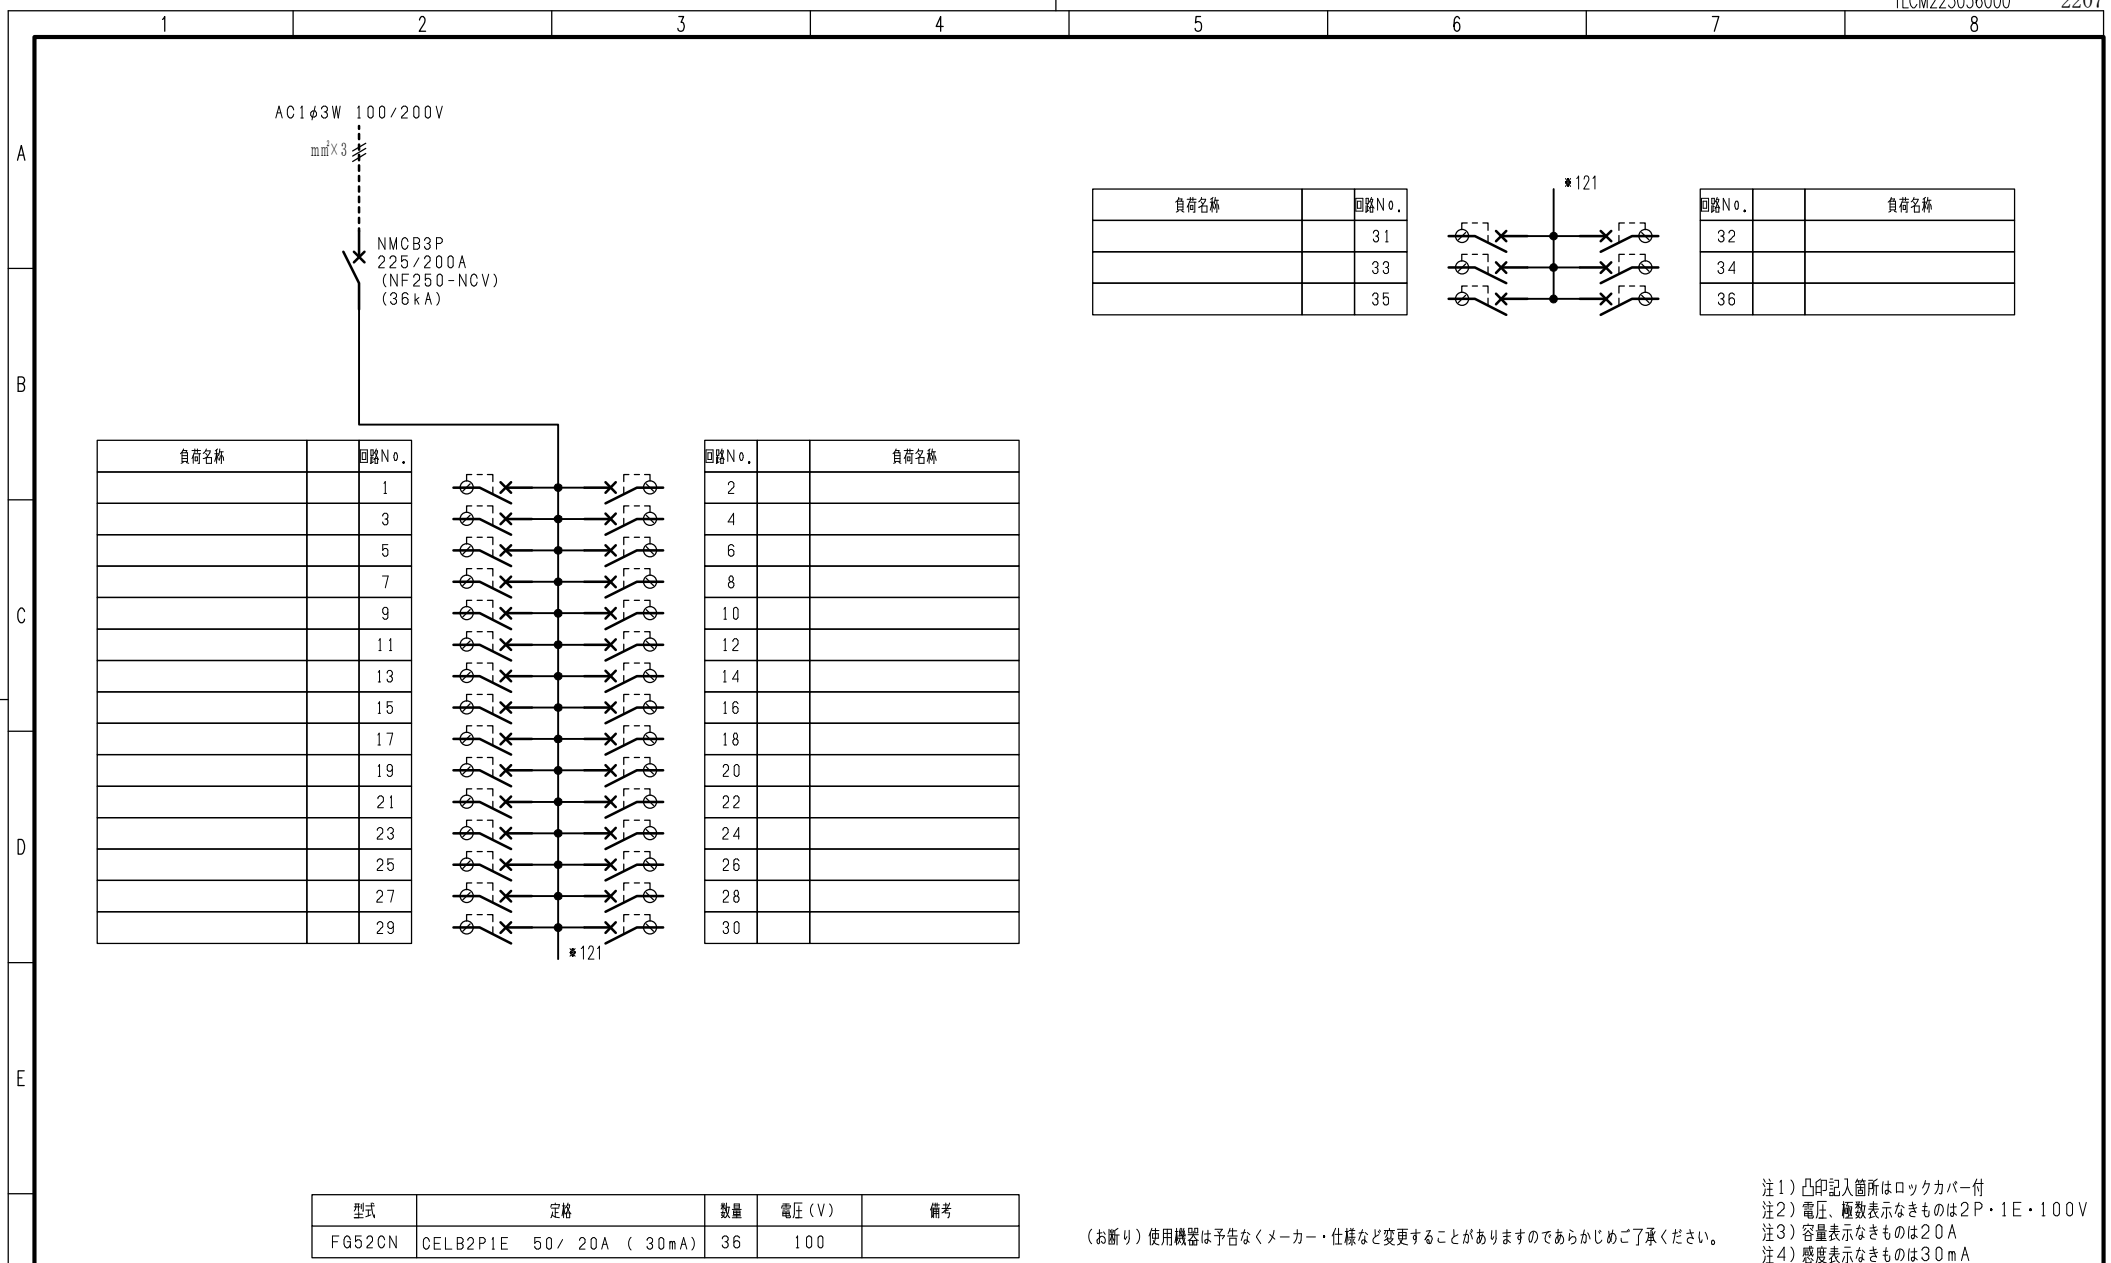 2207
1 2 3 4 5 6 7 8
A
B
C
D
E
AC1φ3W 100/200V
mm²×3
NMCB3P
225/200A
(NF250-NCV)
(36kA)
負荷名称 回路No.
1
3
5
7
9
11
13
15
17
19
21
23
25
27
29
回路No. 負荷名称
2
4
6
8
10
12
14
16
18
20
22
24
26
28
30
※121
※121
負荷名称 回路No.
31
33
35
回路No. 負荷名称
32
34
36
型式 定格 数量 電圧(V) 備考
FG52CN CELB2P1E 50/ 20A ( 30mA) 36 100
(お断り)使用機器は予告なくメーカー・仕様など変更することがありますのであらかじめご了承ください。
注1)凸印記入箇所はロックカバー付
注2)電圧、極数表示なきものは2P・1E・100V
注3)容量表示なきものは20A
注4)感度表示なきものは30mA